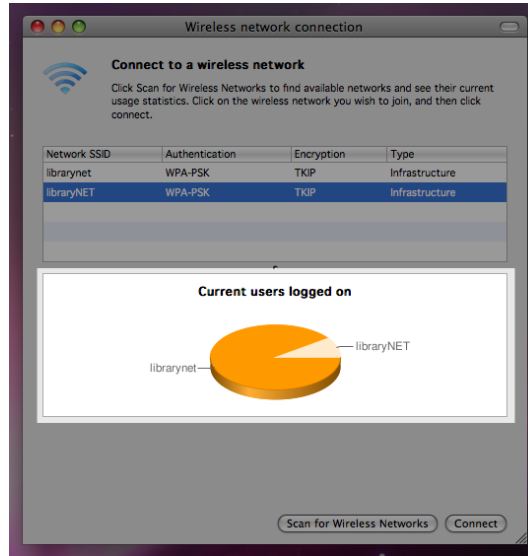 Wireless network connection
Connect to a wireless network
Click Scan for Wireless Networks to find available networks and see their current
usage statistics. Click on the wireless network you wish to join, and then click
connect.
Network SSID Authentication Encryption Type
librarynet WPA-PSK TKIP Infrastructure
libraryNET WPA-PSK TKIP Infrastructure
Current users logged on
libraryNET
librarynet
Scan for Wireless Networks Connect